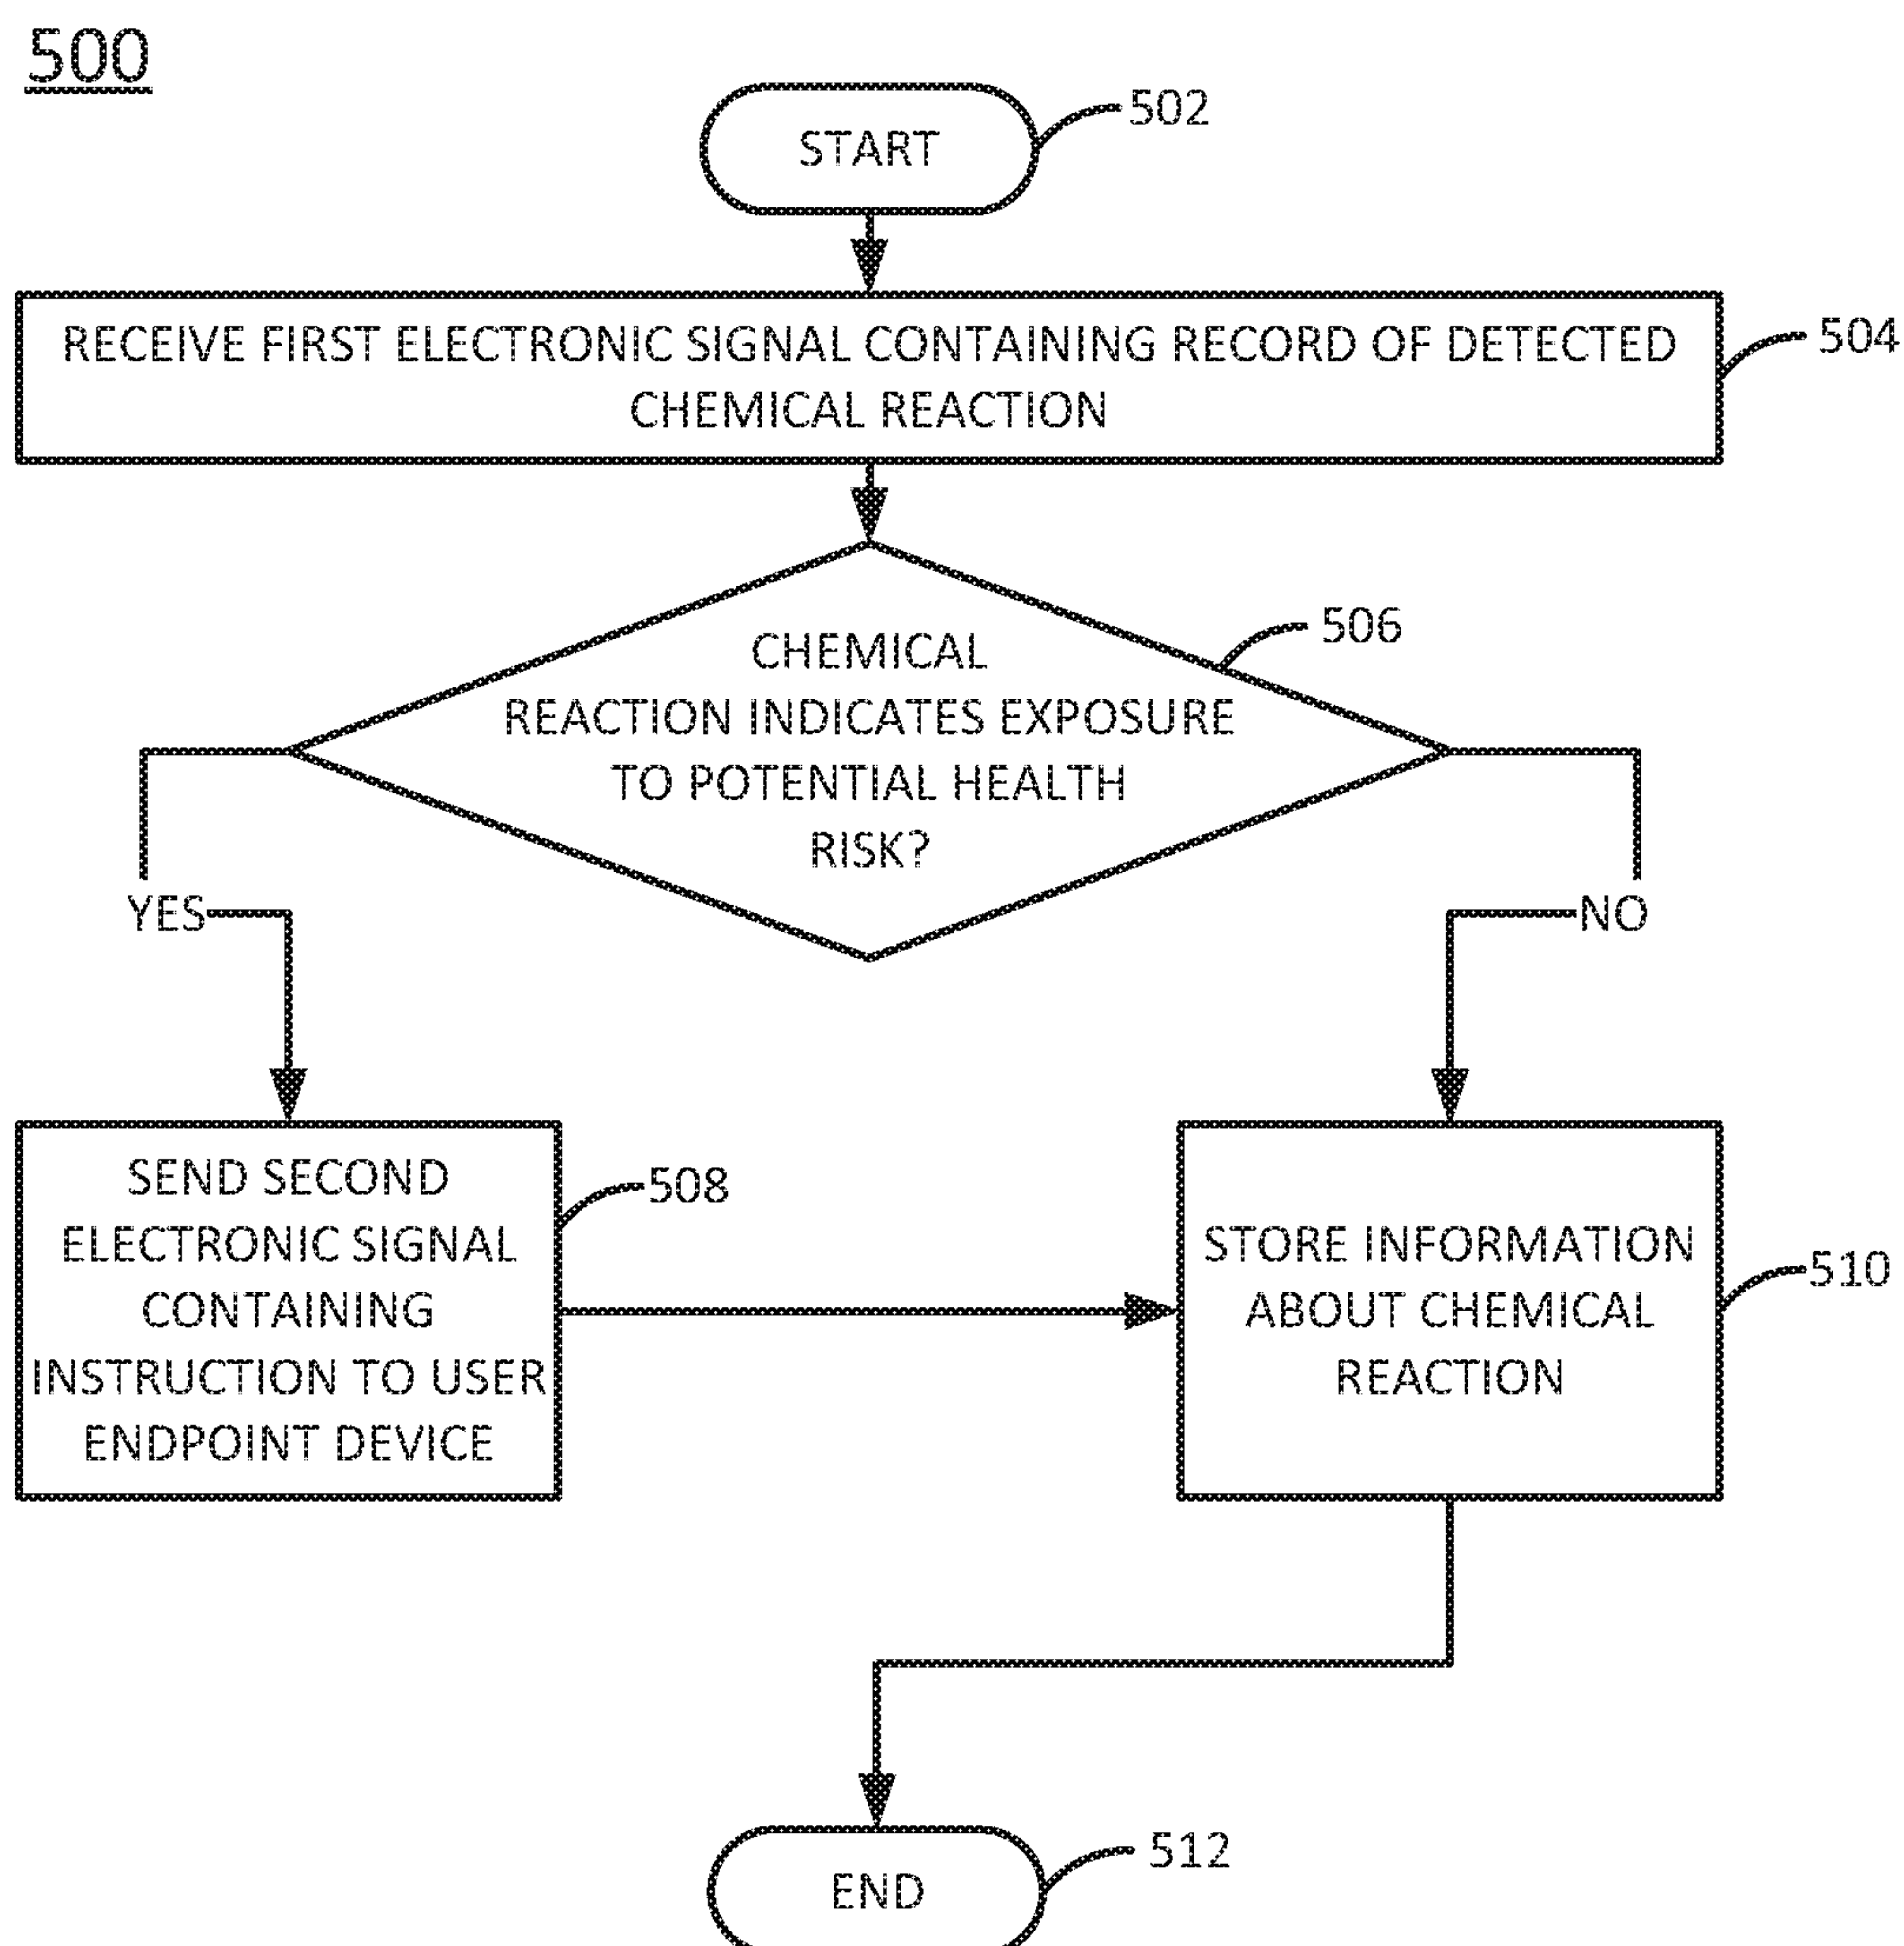 500
START
502
RECEIVE FIRST ELECTRONIC SIGNAL CONTAINING RECORD OF DETECTED
CHEMICAL REACTION
504
CHEMICAL
REACTION INDICATES EXPOSURE
TO POTENTIAL HEALTH
RISK?
506
YES
NO
SEND SECOND
ELECTRONIC SIGNAL
CONTAINING
INSTRUCTION TO USER
ENDPOINT DEVICE
508
STORE INFORMATION
ABOUT CHEMICAL
REACTION
510
END
512